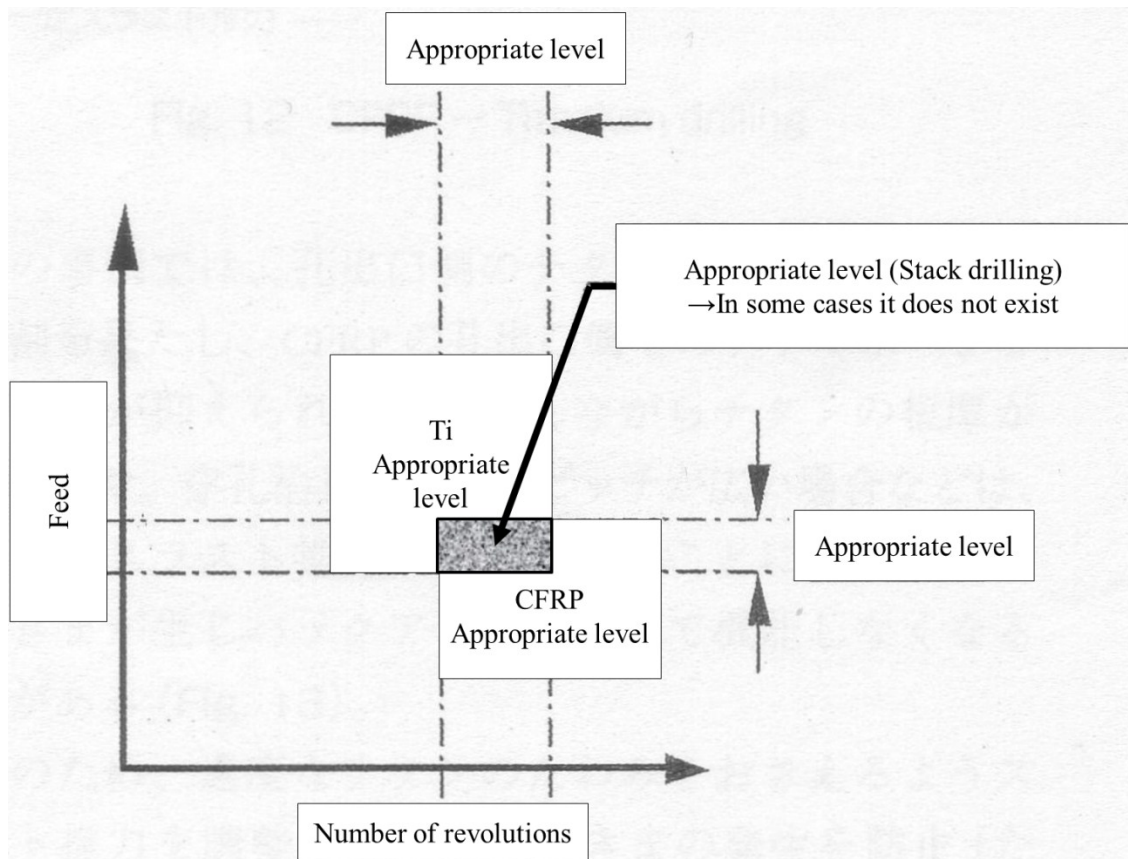 Appropriate level
Appropriate level (Stack drilling)
→In some cases it does not exist
Ti
Appropriate
level
Feed
Appropriate level
CFRP
Appropriate level
Number of revolutions